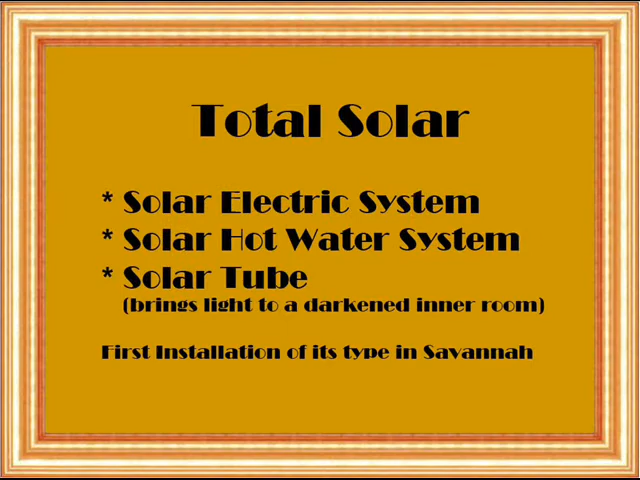 Total Solar
* Solar Electric System
* Solar Hot Water System
* Solar Tube
(brings light to a darkened inner room)
First Installation of its type in Savannah